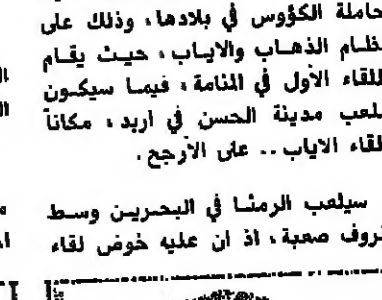 حاملة الكؤوس في بلادها، وذلك على
نظام الذهاب والاياب، حيث يقام
اللقاء الأول في المنامة، فيما سيكون
ملعب مدينة الحسن في اربد، مكاناً
للقاء الاياب .. على الأرجح.
سيلعب الرمثا في البحرين وسط
ظروف صعبة، اذ ان عليه خوض لقاء